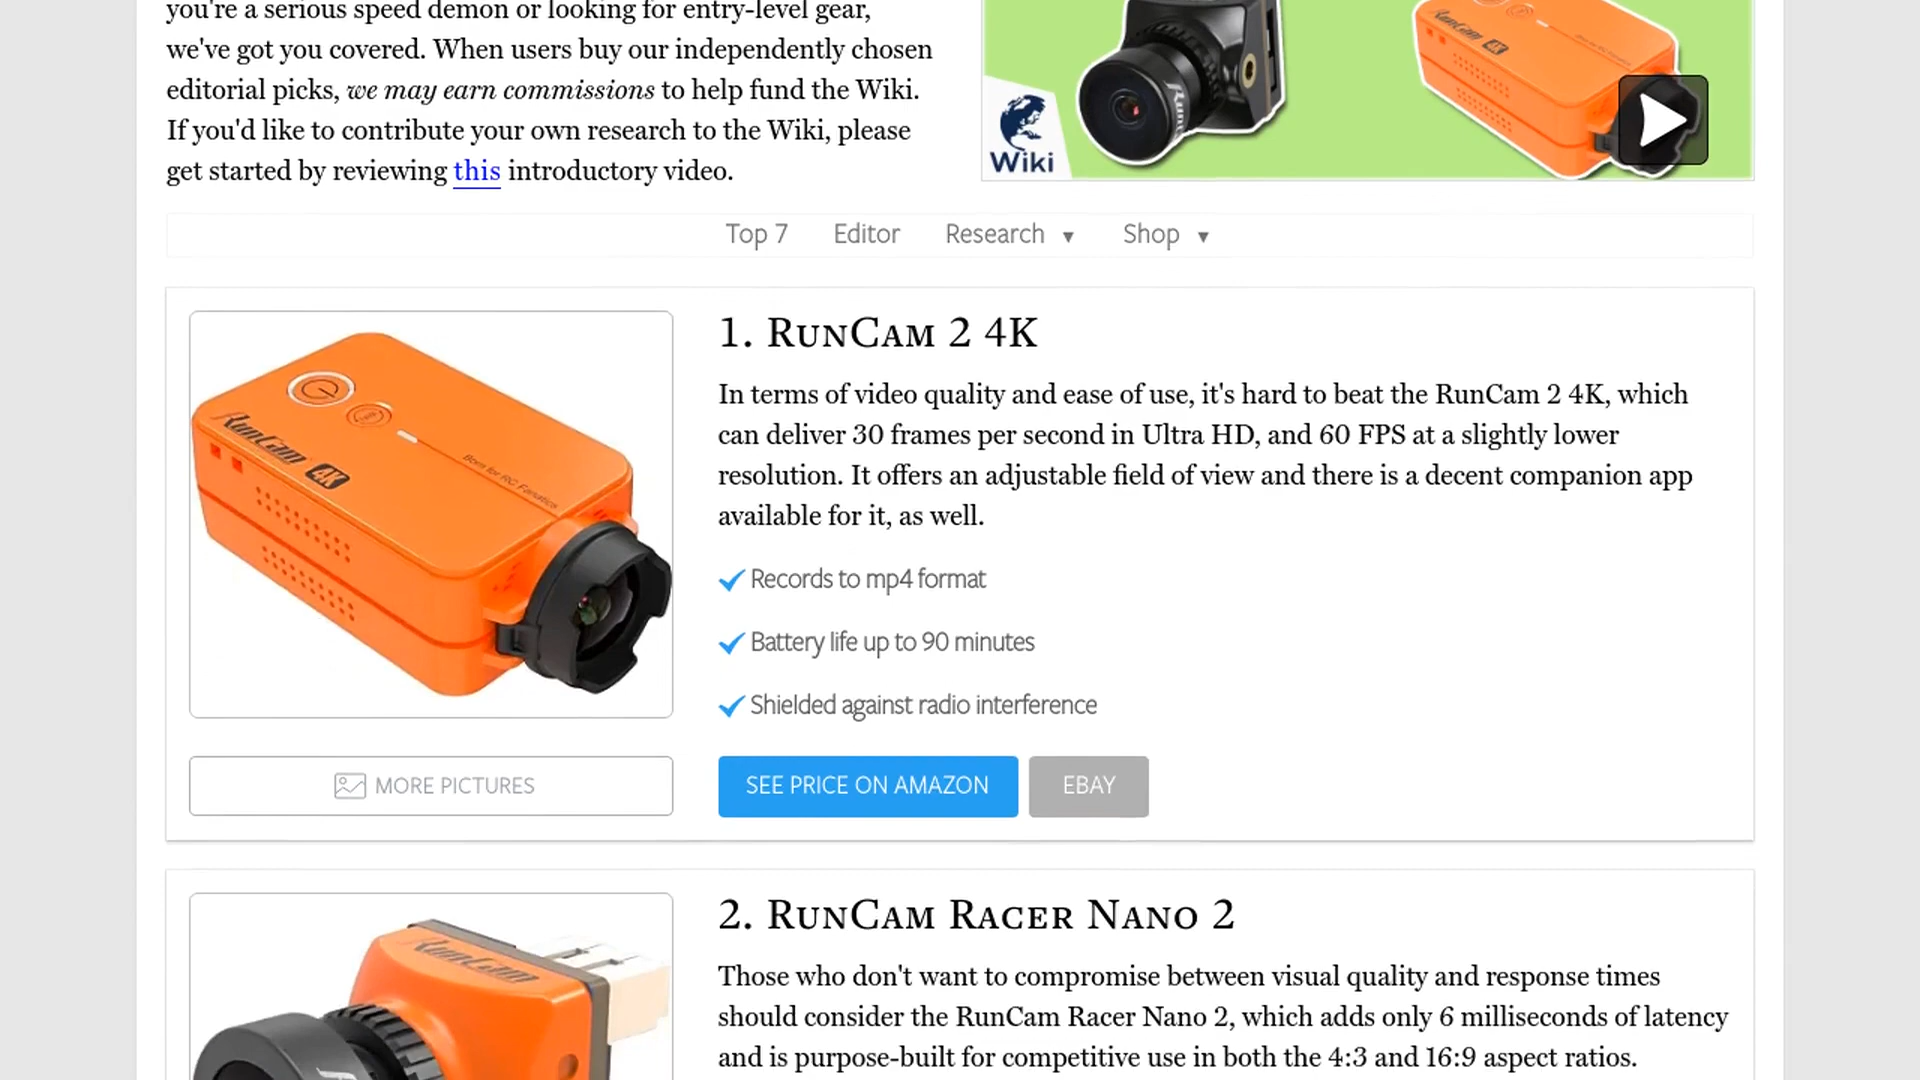 you're a serious speed demon or looking for entry-level gear,
we've got you covered. When users buy our independently chosen
editorial picks, we may earn commissions to help fund the Wiki.
If you'd like to contribute your own research to the Wiki, please
get started by reviewing this introductory video.
Wiki
RunCam 4K
Top 7 Editor Research ▼ Shop ▼
RunCam 4K
Born for RC Fanatics
1. RunCam 2 4K
In terms of video quality and ease of use, it's hard to beat the RunCam 2 4K, which
can deliver 30 frames per second in Ultra HD, and 60 FPS at a slightly lower
resolution. It offers an adjustable field of view and there is a decent companion app
available for it, as well.
Records to mp4 format
Battery life up to 90 minutes
Shielded against radio interference
MORE PICTURES
SEE PRICE ON AMAZON
EBAY
RunCam
2. RunCam Racer Nano 2
Those who don't want to compromise between visual quality and response times
should consider the RunCam Racer Nano 2, which adds only 6 milliseconds of latency
and is purpose-built for competitive use in both the 4:3 and 16:9 aspect ratios.